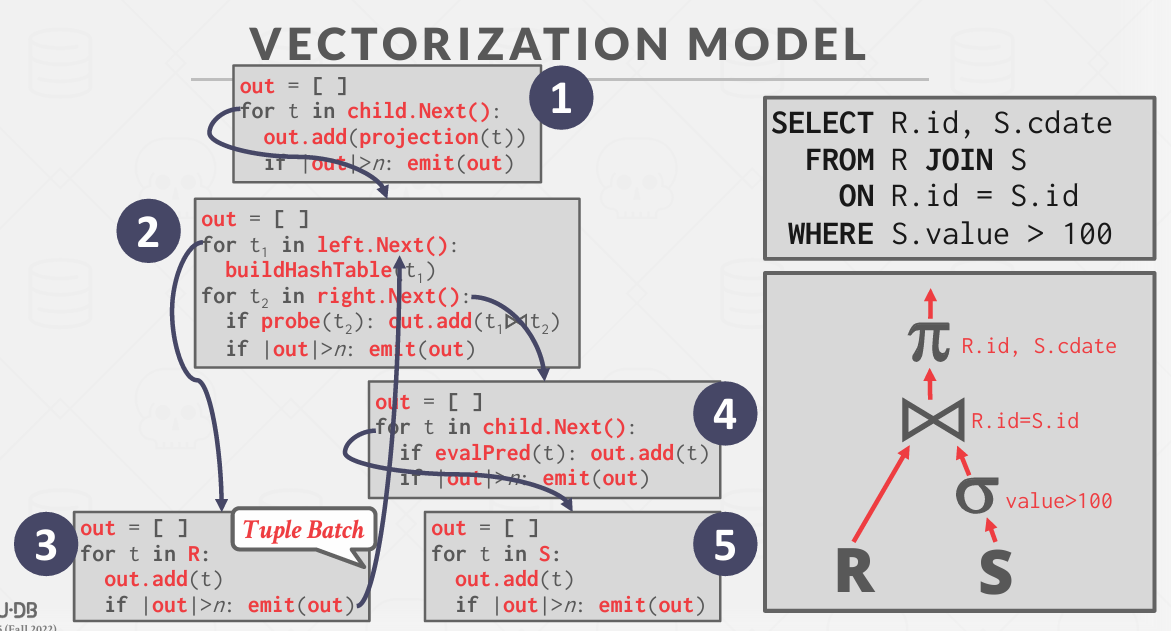 VECTORIZATION MODEL
1
out = [ ]
for t in child.Next():
out.add(projection(t))
if |out|>n: emit(out)
2
out = [ ]
for t₁ in left.Next():
buildHashTable(t₁)
for t₂ in right.Next():
if probe(t₂): out.add(t₁⨝t₂)
if |out|>n: emit(out)
4
out = [ ]
for t in child.Next():
if evalPred(t): out.add(t)
if |out|>n: emit(out)
3
out = [ ]
for t in R:
out.add(t)
if |out|>n: emit(out)
Tuple Batch
5
out = [ ]
for t in S:
out.add(t)
if |out|>n: emit(out)
SELECT R.id, S.cdate
FROM R JOIN S
ON R.id = S.id
WHERE S.value > 100
π R.id, S.cdate
⨝ R.id=S.id
σ value>100
R S
U·DB
(Fall 2022)